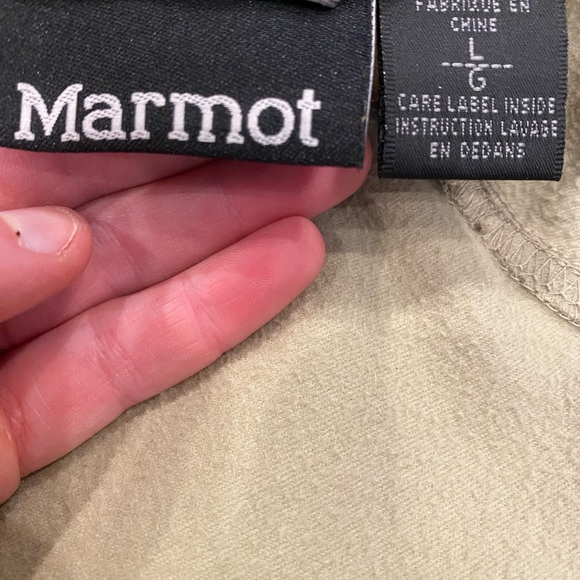 Marmot
FABRIQUE EN
CHINE
L
G
CARE LABEL INSIDE
INSTRUCTION LAVAGE
EN DEDANS